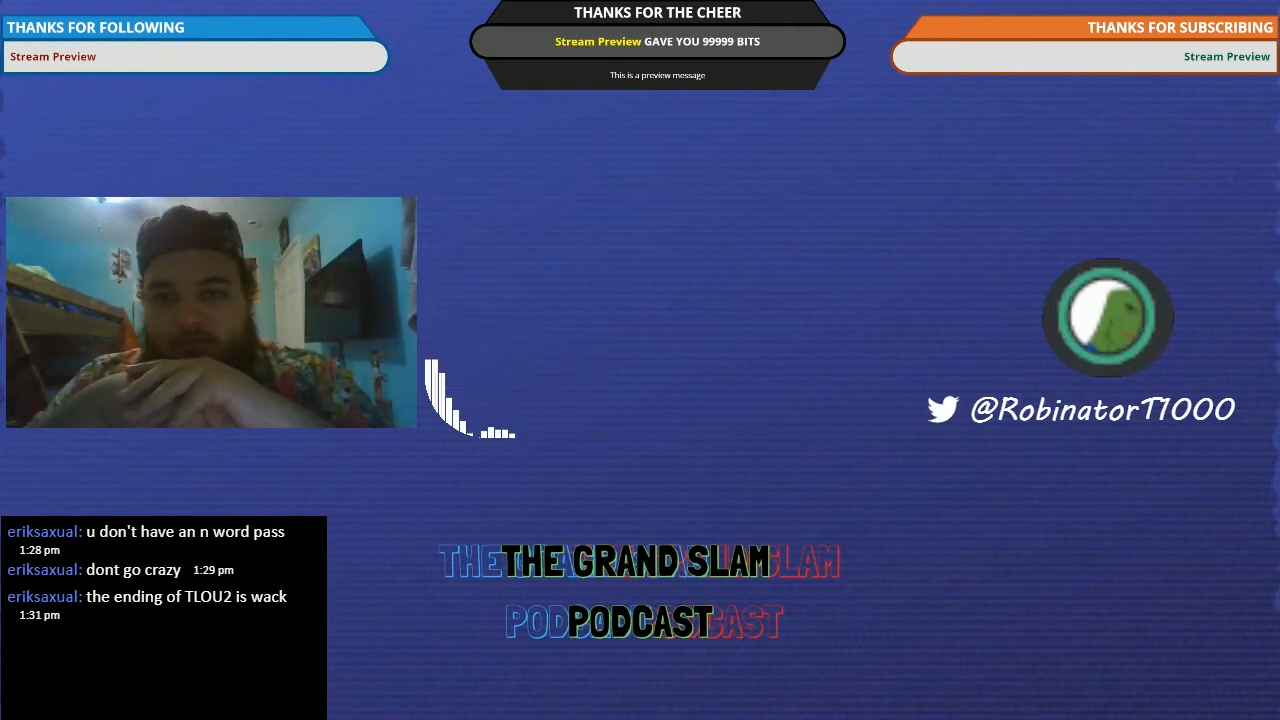 THANKS FOR FOLLOWING
Stream Preview
THANKS FOR THE CHEER
Stream Preview GAVE YOU 99999 BITS
This is a preview message
THANKS FOR SUBSCRIBING
Stream Preview
@RobinatorT1000
eriksaxual: u don't have an n word pass
1:28 pm
eriksaxual: dont go crazy 1:29 pm
eriksaxual: the ending of TLOU2 is wack
1:31 pm
THE GRAND SLAM
PODCAST